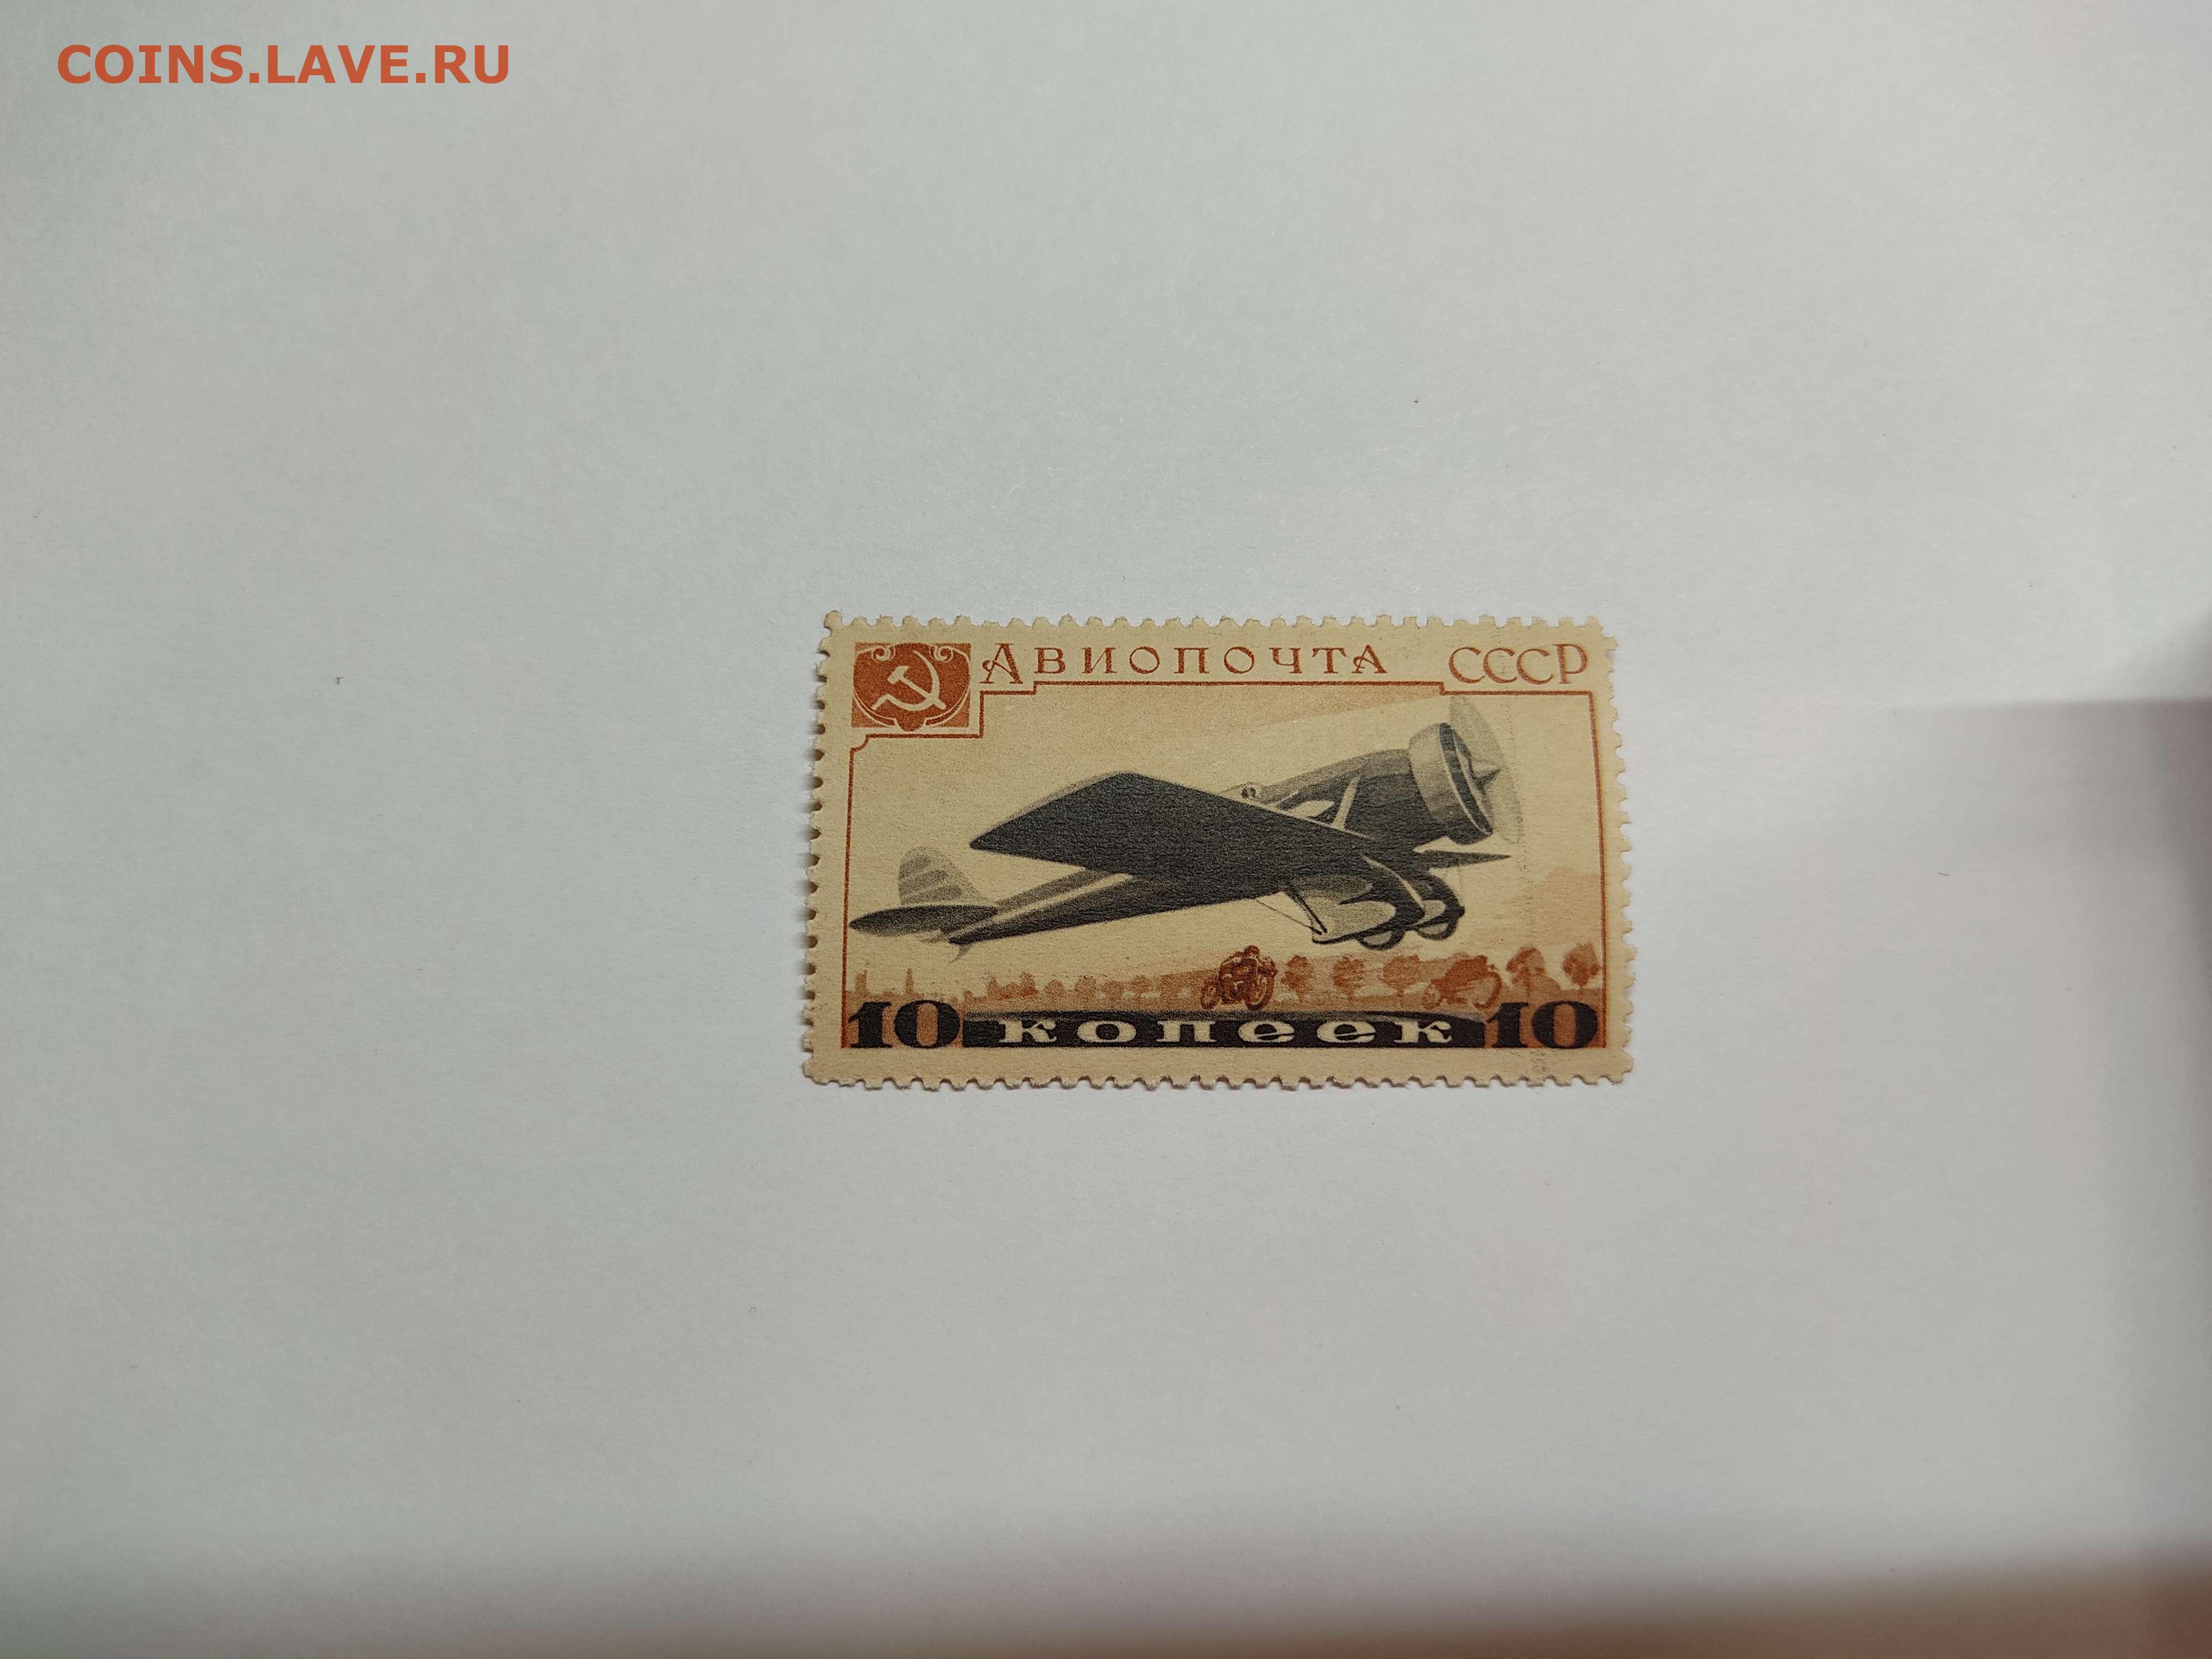 COINS.LAVE.RU
АВИОПОЧТА СССР
10 копеек 10